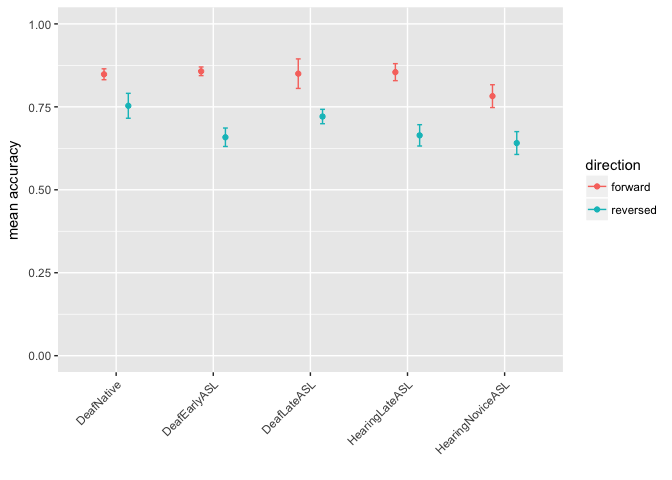 1.00
0.75
0.50
0.25
0.00
mean accuracy
DeafNative
DeafEarlyASL
DeafLateASL
HearingLateASL
HearingNoviceASL
direction
forward
reversed